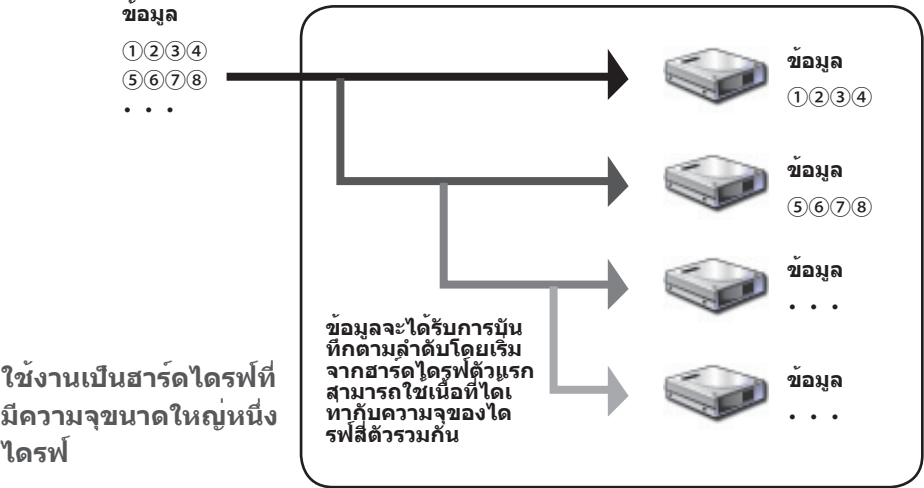 ข้อมูล
①②③④
⑤⑥⑦⑧
・・・
ข้อมูล
①②③④
ข้อมูล
⑤⑥⑦⑧
ข้อมูล
・・・
ข้อมูล
・・・
ข้อมูลจะได้รับการบัน
ทึกตามลำดับโดยเริ่ม
จากฮาร์ดไดรฟ์ตัวแรก
สามารถใช้เนื้อที่ได้เ
ทากับความจุของได
รฟ์สี่ตัวรวมกัน
ใช้งานเป็นฮาร์ดไดรฟ์ที่
มีความจุขนาดใหญ่หนึ่ง
ไดรฟ์